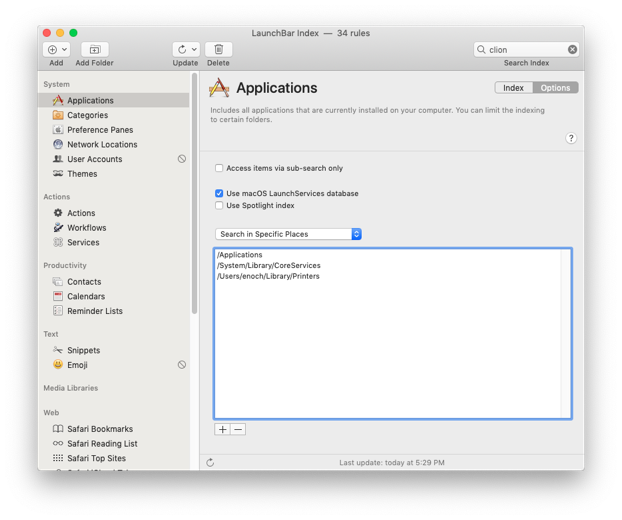 LaunchBar Index — 34 rules
Add
Add Folder
Update
Delete
clion
Search Index
System
Applications
Categories
Preference Panes
Network Locations
User Accounts
Themes
Actions
Actions
Workflows
Services
Productivity
Contacts
Calendars
Reminder Lists
Text
Snippets
Emoji
Media Libraries
Web
Safari Bookmarks
Safari Reading List
Safari Top Sites
Applications
Index
Options
Includes all applications that are currently installed on your computer. You can limit the indexing
to certain folders.
?
Access items via sub-search only
Use macOS LaunchServices database
Use Spotlight index
Search in Specific Places
/Applications
/System/Library/CoreServices
/Users/enoch/Library/Printers
Last update: today at 5:29 PM